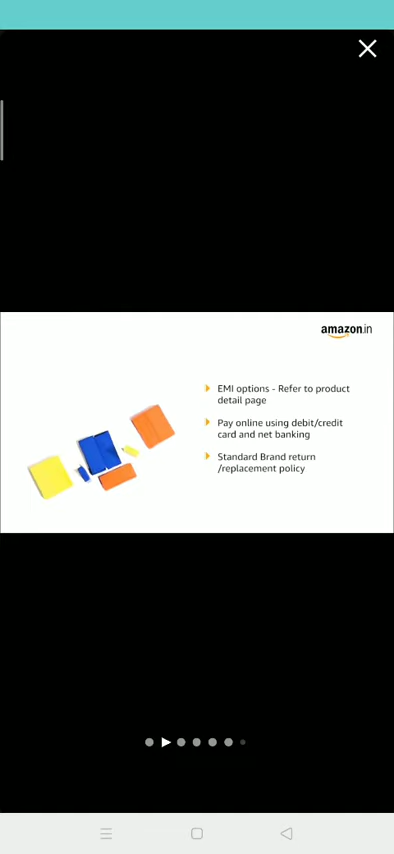 amazon.in
EMI options - Refer to product
detail page
Pay online using debit/credit
card and net banking
Standard Brand return
/replacement policy